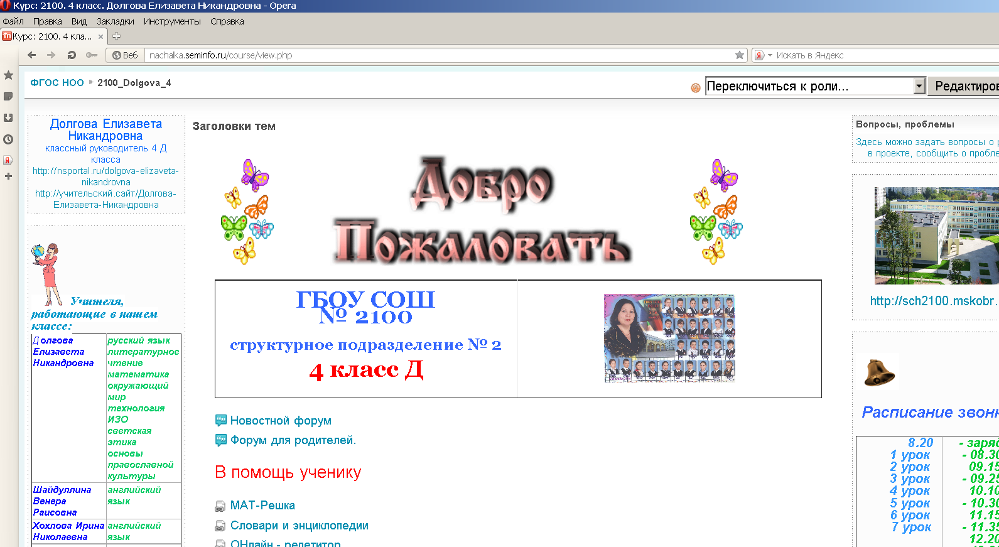 Курс: 2100. 4 класс. Долгова Елизавета Никандровна - Opera
Файл Правка Вид Закладки Инструменты Справка
Курс: 2100. 4 кла...
Веб nachalka.seminfo.ru/course/view.php Искать в Яндекс
ФГОС НОО 2100_Dolgova_4
Переключиться к роли... Редактиров
Долгова Елизавета
Никандровна
классный руководитель 4 Д
класса
http://nsportal.ru/dolgova-elizaveta-
nikandrovna
http://учительский.сайт/Долгова-
Елизавета-Никандровна
Учителя,
работающие в нашем
классе:
Долгова
Елизавета
Никандровна
русский язык
литературное
чтение
математика
окружающий
мир
технология
ИЗО
светская
этика
основы
православной
культуры
Шайдуллина
Венера
Раисовна
английский
язык
Хохлова Ирина
Николаевна
английский
язык
Заголовки тем
Добро
Пожаловать
ГБОУ СОШ
№ 2100
структурное подразделение № 2
4 класс Д
Новостной форум
Форум для родителей.
В помощь ученику
МАТ-Решка
Словари и энциклопедии
ОНлайн - репетитор
Вопросы, проблемы
Здесь можно задать вопросы о р
в проекте, сообщить о пробле
http://sch2100.mskobr.
Расписание звон
8.20 - заряд
1 урок - 08.30
2 урок 09.15
3 урок - 09.25
4 урок 10.10
5 урок - 10.30
6 урок 11.15
7 урок - 11.35
12.20